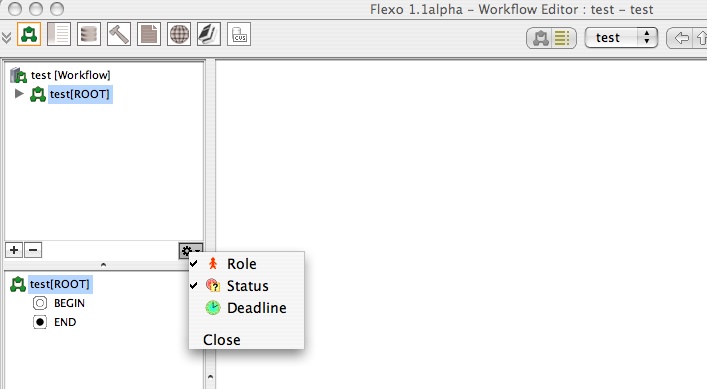 Flexo 1.1alpha – Workflow Editor : test – test
CVS
test
test [Workflow]
test[ROOT]
Role
Status
Deadline
Close
test[ROOT]
BEGIN
END